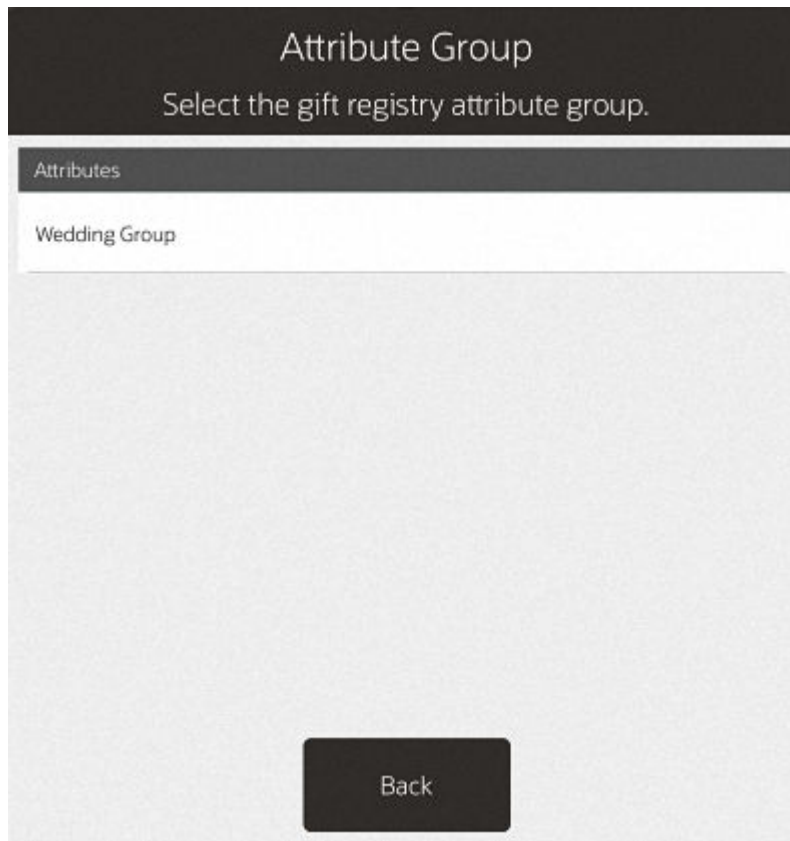 Attribute Group
Select the gift registry attribute group.
Attributes
Wedding Group
Back